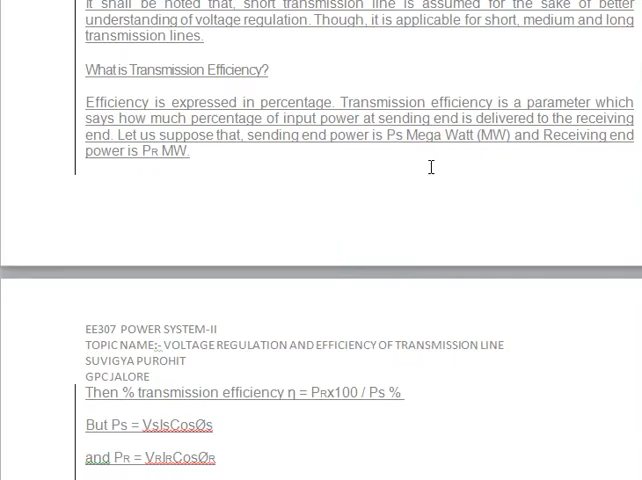 It shall be noted that, short transmission line is assumed for the sake of better
understanding of voltage regulation. Though, it is applicable for short, medium and long
transmission lines.
What is Transmission Efficiency?
Efficiency is expressed in percentage. Transmission efficiency is a parameter which
says how much percentage of input power at sending end is delivered to the receiving
end. Let us suppose that, sending end power is Ps Mega Watt (MW) and Receiving end
power is PR MW.
EE307 POWER SYSTEM-II
TOPIC NAME:- VOLTAGE REGULATION AND EFFICIENCY OF TRANSMISSION LINE
SUVIGYA PUROHIT
GPC JALORE
Then % transmission efficiency η = PRx100 / Ps %
But Ps = VsIsCosØs
and PR = VRIRCosØR